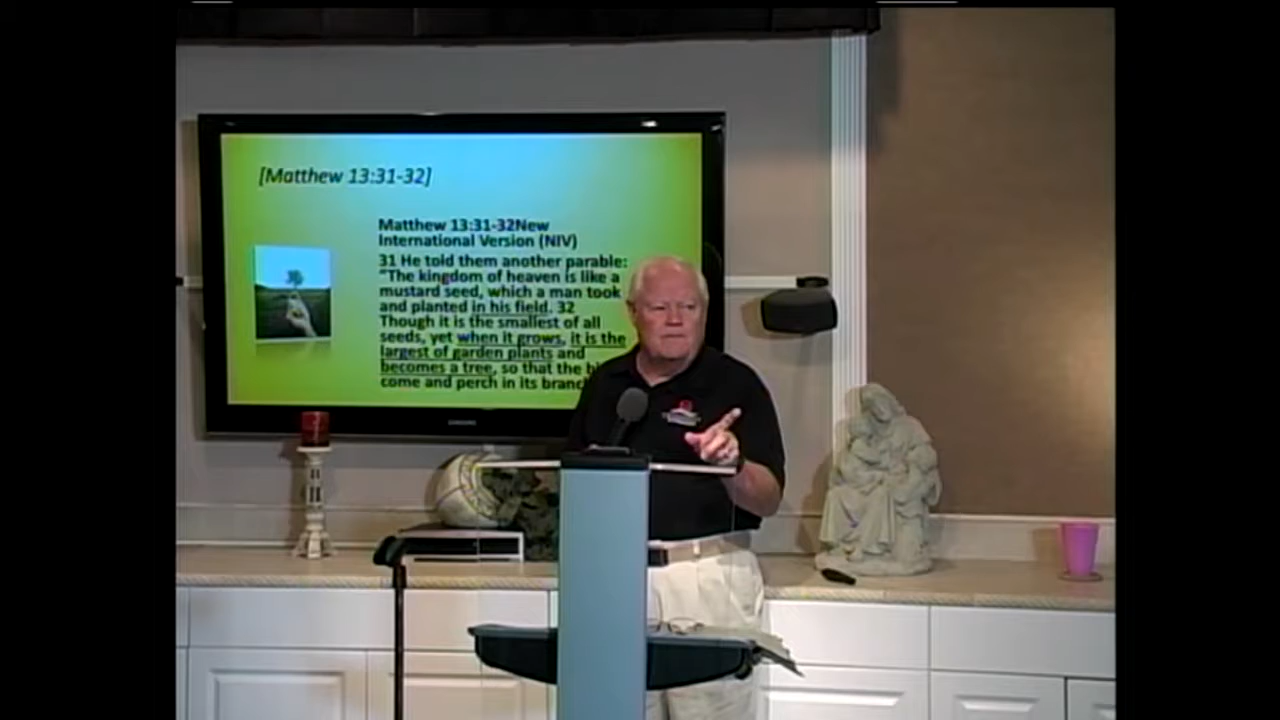 [Matthew 13:31-32]
Matthew 13:31-32New
International Version (NIV)
31 He told them another parable:
“The kingdom of heaven is like a
mustard seed, which a man took
and planted in his field. 32
Though it is the smallest of all
seeds, yet when it grows, it is the
largest of garden plants and
becomes a tree, so that the bi
come and perch in its branc
SAMSUNG